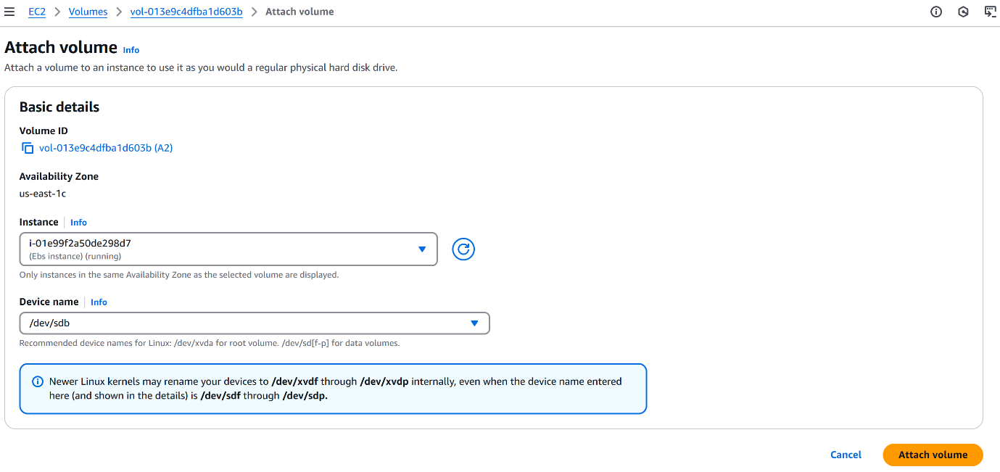 EC2 > Volumes > vol-013e9c4dfba1d603b > Attach volume
Attach volume Info
Attach a volume to an instance to use it as you would a regular physical hard disk drive.
Basic details
Volume ID
vol-013e9c4dfba1d603b (A2)
Availability Zone
us-east-1c
Instance Info
i-01e99f2a50de298d7
(Ebs instance) (running)
Only instances in the same Availability Zone as the selected volume are displayed.
Device name Info
/dev/sdb
Recommended device names for Linux: /dev/xvda for root volume. /dev/sd[f-p] for data volumes.
Newer Linux kernels may rename your devices to /dev/xvdf through /dev/xvdp internally, even when the device name entered
here (and shown in the details) is /dev/sdf through /dev/sdp.
Cancel Attach volume